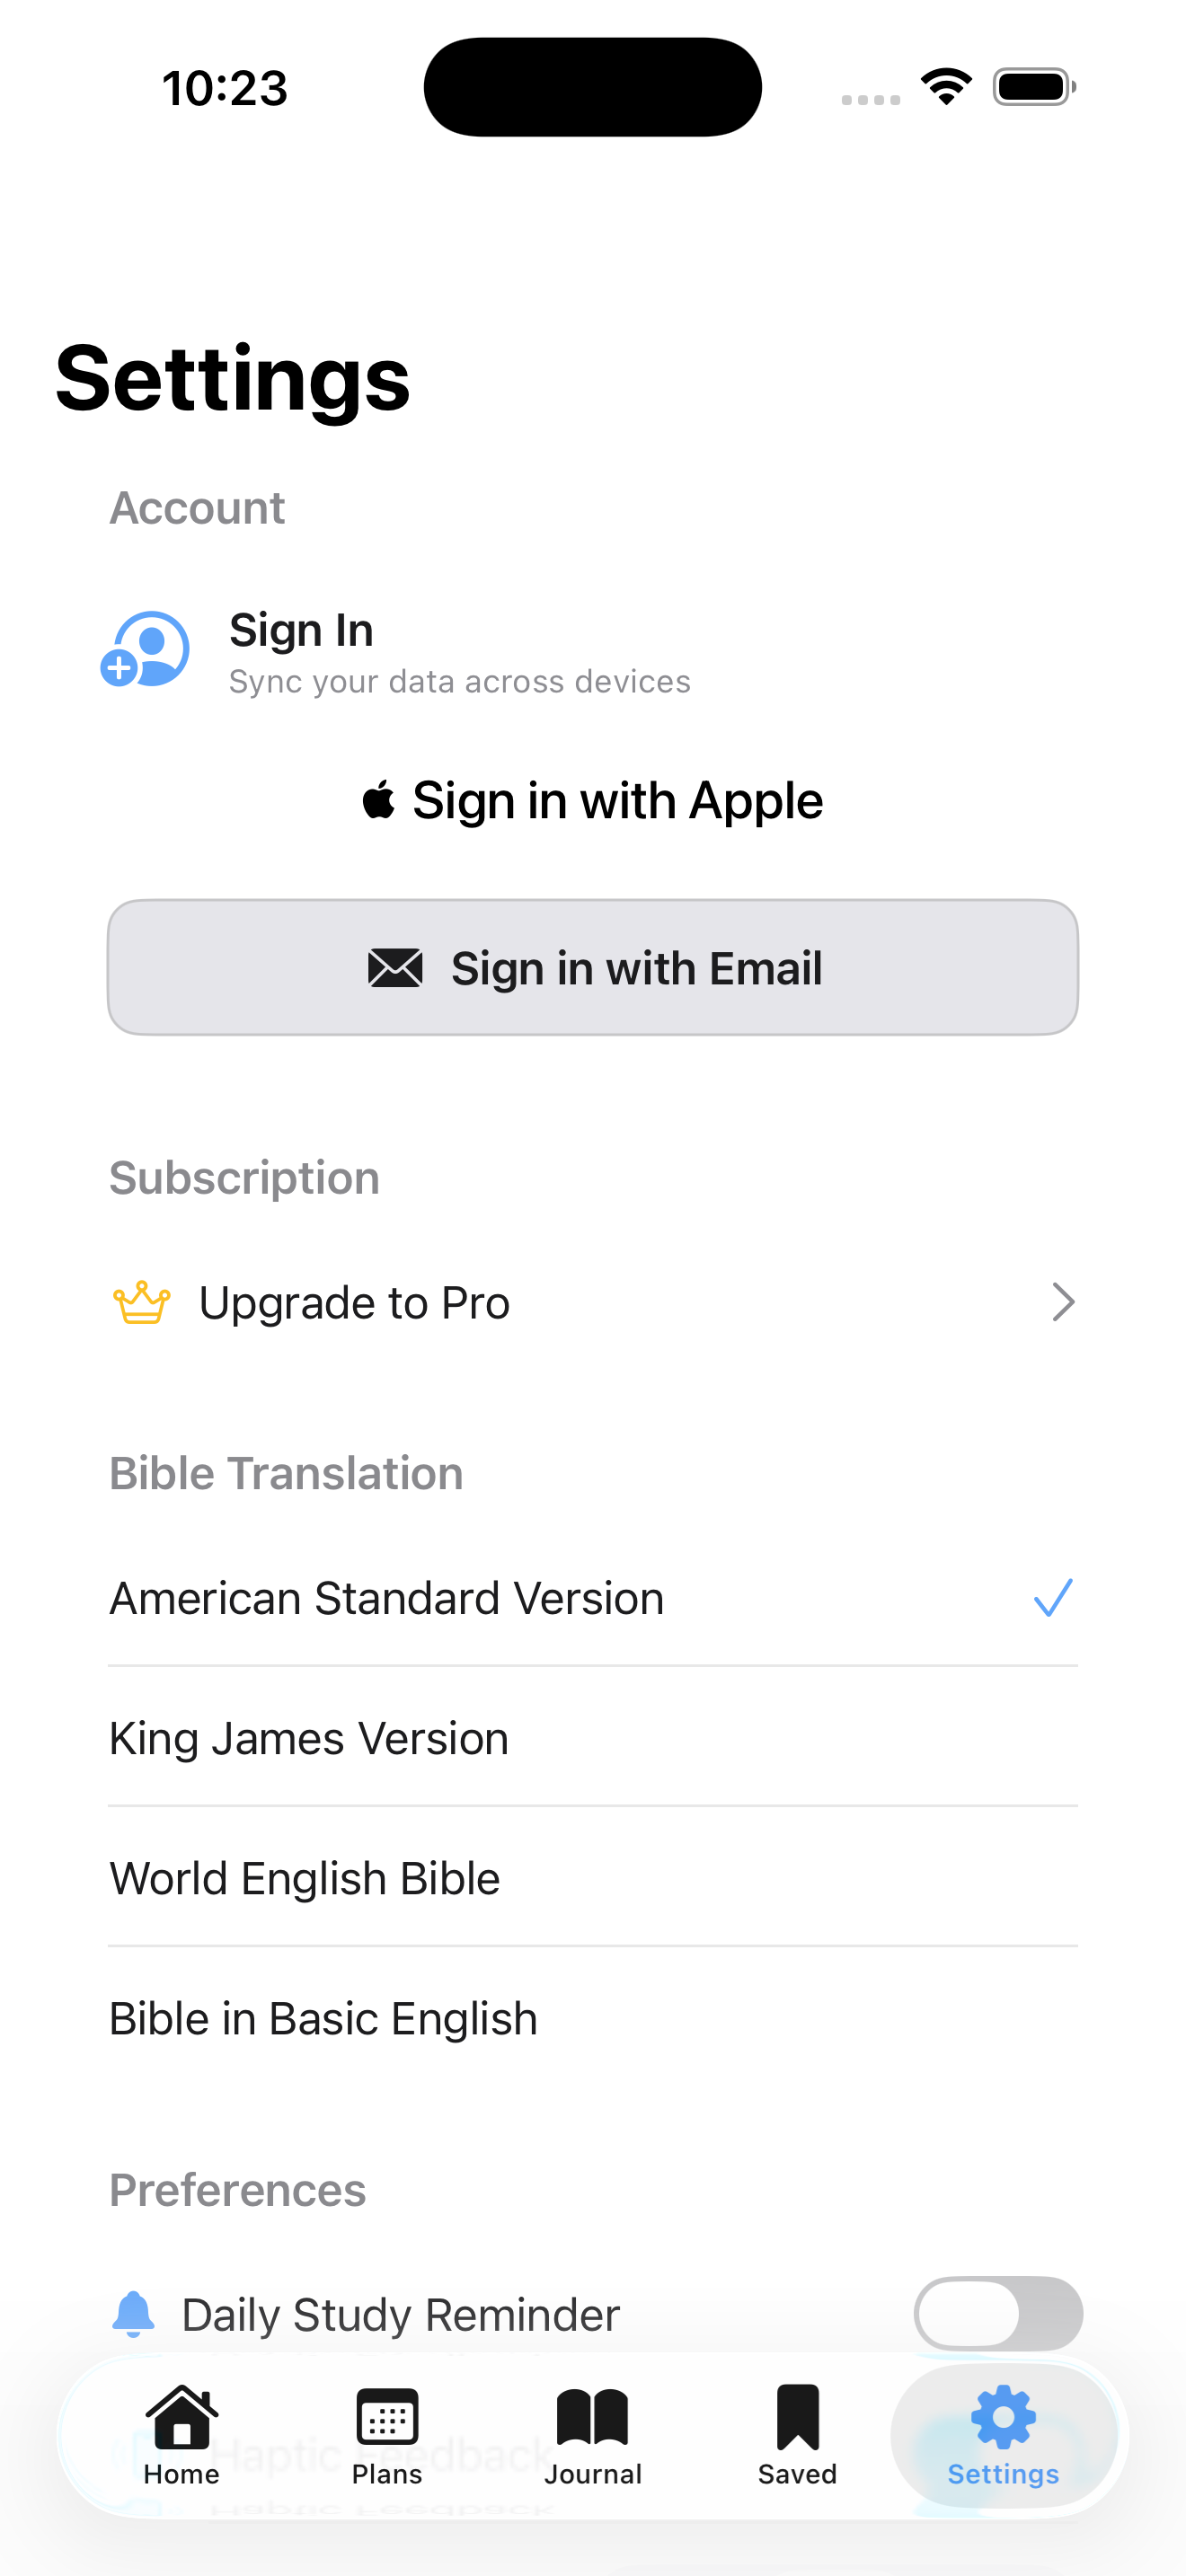 10:23
Settings
Account
Sign In
Sync your data across devices
Sign in with Apple
Sign in with Email
Subscription
Upgrade to Pro
Bible Translation
American Standard Version
King James Version
World English Bible
Bible in Basic English
Preferences
Daily Study Reminder
Haptic Feedback
Home
Plans
Journal
Saved
Settings